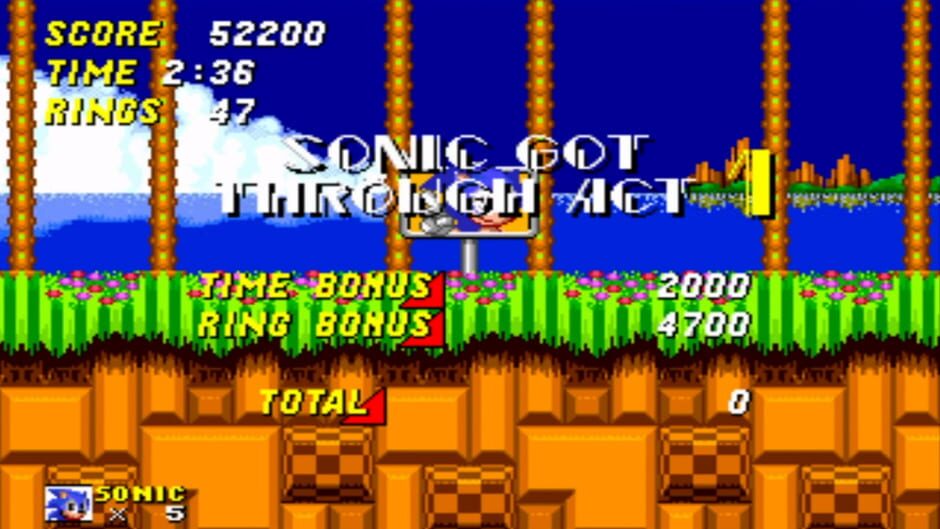 SCORE 52200
TIME 2:36
RINGS 47
SONIC GOT
THROUGH ACT 1
TIME BONUS 2000
RING BONUS 4700
TOTAL 0
SONIC
× 5